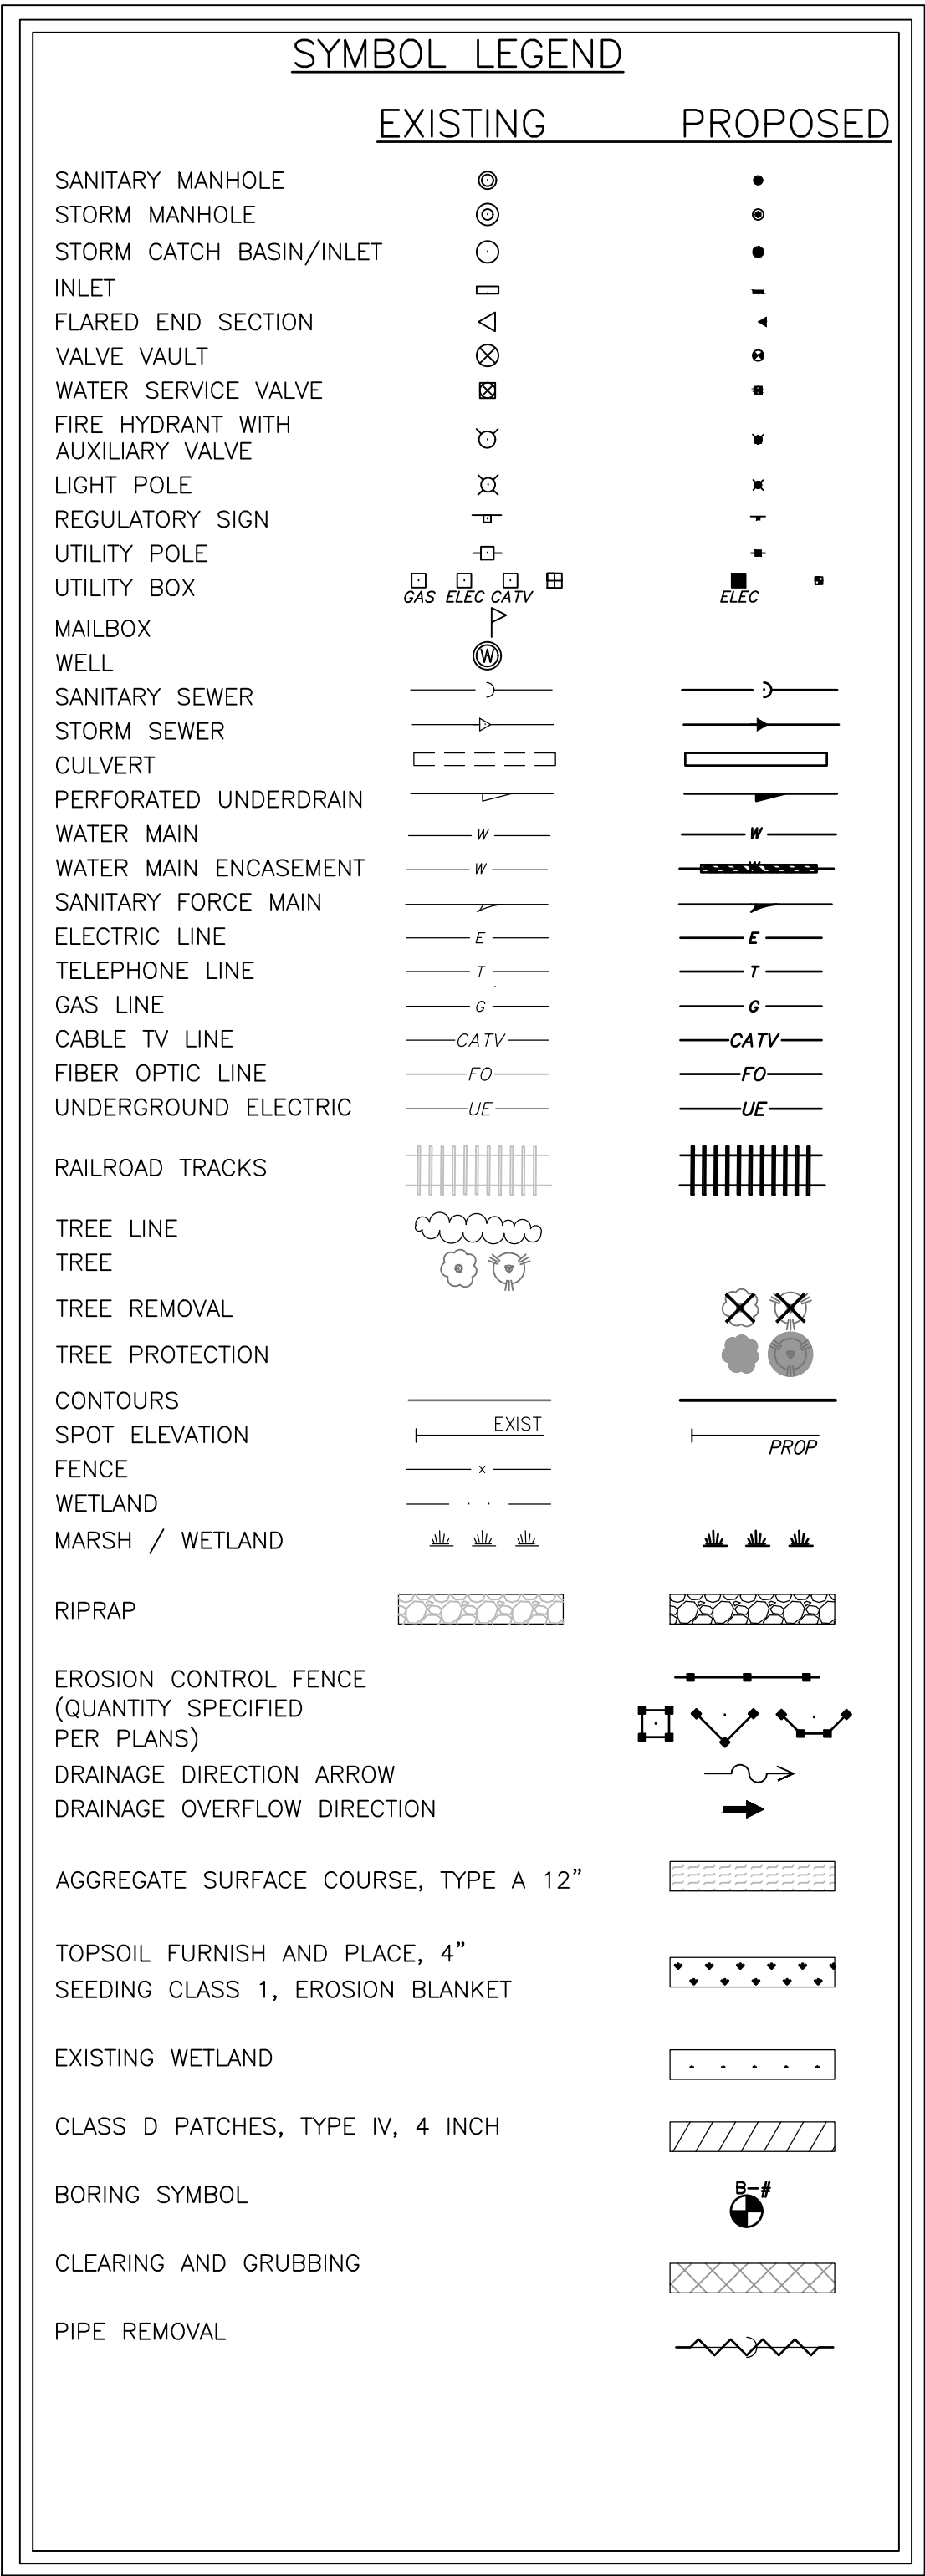 SYMBOL LEGEND
EXISTING PROPOSED
SANITARY MANHOLE
STORM MANHOLE
STORM CATCH BASIN/INLET
INLET
FLARED END SECTION
VALVE VAULT
WATER SERVICE VALVE
FIRE HYDRANT WITH
AUXILIARY VALVE
LIGHT POLE
REGULATORY SIGN
UTILITY POLE
UTILITY BOX
GAS ELEC CATV ELEC
MAILBOX
WELL W
SANITARY SEWER
STORM SEWER
CULVERT
PERFORATED UNDERDRAIN
WATER MAIN W W
WATER MAIN ENCASEMENT W W
SANITARY FORCE MAIN
ELECTRIC LINE E E
TELEPHONE LINE T T
GAS LINE G G
CABLE TV LINE CATV CATV
FIBER OPTIC LINE FO FO
UNDERGROUND ELECTRIC UE UE
RAILROAD TRACKS
TREE LINE
TREE
TREE REMOVAL
TREE PROTECTION
CONTOURS
SPOT ELEVATION EXIST PROP
FENCE x
WETLAND
MARSH / WETLAND
RIPRAP
EROSION CONTROL FENCE
(QUANTITY SPECIFIED
PER PLANS)
DRAINAGE DIRECTION ARROW
DRAINAGE OVERFLOW DIRECTION
AGGREGATE SURFACE COURSE, TYPE A 12”
TOPSOIL FURNISH AND PLACE, 4”
SEEDING CLASS 1, EROSION BLANKET
EXISTING WETLAND
CLASS D PATCHES, TYPE IV, 4 INCH
B-#
BORING SYMBOL
CLEARING AND GRUBBING
PIPE REMOVAL